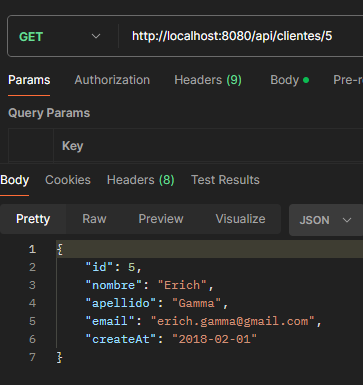 GET http://localhost:8080/api/clientes/5
Params Authorization Headers (9) Body Pre-r
Query Params
Key
Body Cookies Headers (8) Test Results
Pretty Raw Preview Visualize JSON
1 {
2 "id": 5,
3 "nombre": "Erich",
4 "apellido": "Gamma",
5 "email": "erich.gamma@gmail.com",
6 "createAt": "2018-02-01"
7 }